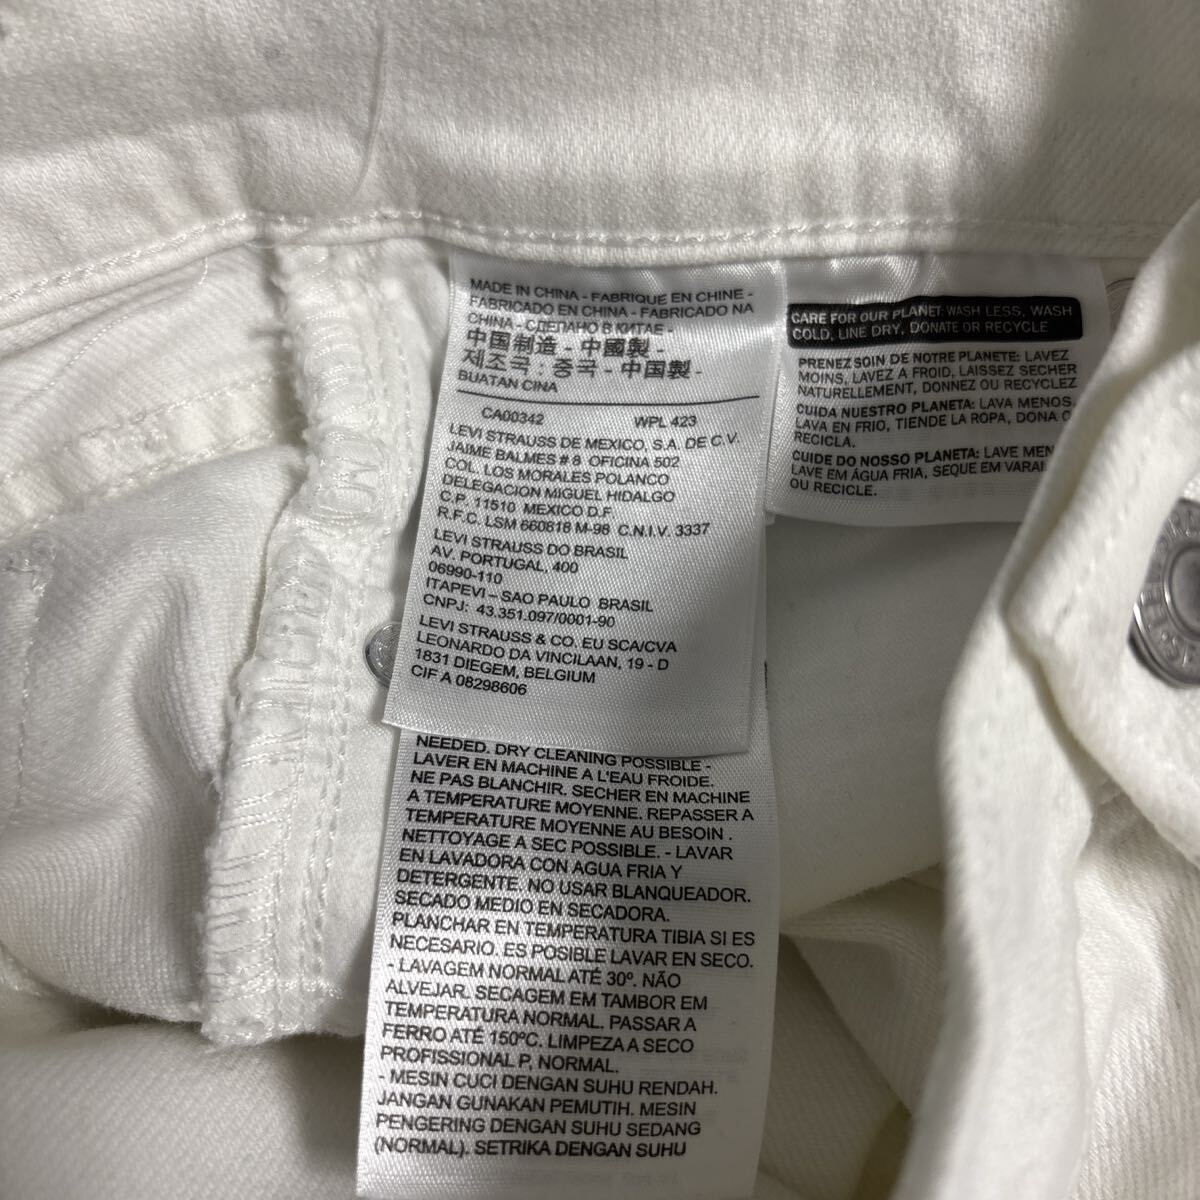 MADE IN CHINA - FABRIQUE EN CHINE -
FABRICADO EN CHINA - FABRICADO NA
CHINA - СДЕЛАНО В КИТАЕ -
中国制造 - 中國製 -
제조국 : 중국 - 中国製 -
BUATAN CINA
CA00342 WPL 423
LEVI STRAUSS DE MEXICO, S.A. DE C.V.
JAIME BALMES # 8 OFICINA 502
COL. LOS MORALES POLANCO
DELEGACION MIGUEL HIDALGO
C.P. 11510 MEXICO D.F.
R.F.C. LSM 660818 M-98 C.N.I.V. 3337
LEVI STRAUSS DO BRASIL
AV. PORTUGAL, 400
06990-110
ITAPEVI – SAO PAULO BRASIL
CNPJ: 43.351.097/0001-90
LEVI STRAUSS & CO. EU SCA/CVA
LEONARDO DA VINCILAAN, 19 - D
1831 DIEGEM, BELGIUM
CIF A 08298606
NEEDED. DRY CLEANING POSSIBLE -
LAVER EN MACHINE A L'EAU FROIDE.
NE PAS BLANCHIR. SECHER EN MACHINE
A TEMPERATURE MOYENNE. REPASSER A
TEMPERATURE MOYENNE AU BESOIN .
NETTOYAGE A SEC POSSIBLE. - LAVAR
EN LAVADORA CON AGUA FRIA Y
DETERGENTE. NO USAR BLANQUEADOR.
SECADO MEDIO EN SECADORA.
PLANCHAR EN TEMPERATURA TIBIA SI ES
NECESARIO. ES POSIBLE LAVAR EN SECO.
- LAVAGEM NORMAL ATÉ 30º. NÃO
ALVEJAR. SECAGEM EM TAMBOR EM
TEMPERATURA NORMAL. PASSAR A
FERRO ATÉ 150ºC. LIMPEZA A SECO
PROFISSIONAL P, NORMAL.
- MESIN CUCI DENGAN SUHU RENDAH.
JANGAN GUNAKAN PEMUTIH. MESIN
PENGERING DENGAN SUHU SEDANG
(NORMAL). SETRIKA DENGAN SUHU
CARE FOR OUR PLANET: WASH LESS, WASH
COLD, LINE DRY, DONATE OR RECYCLE
PRENEZ SOIN DE NOTRE PLANETE: LAVEZ
MOINS, LAVEZ A FROID, LAISSEZ SECHER
NATURELLEMENT, DONNEZ OU RECYCLEZ
CUIDA NUESTRO PLANETA: LAVA MENOS,
LAVA EN FRIO, TIENDE LA ROPA, DONA O
RECICLA.
CUIDE DO NOSSO PLANETA: LAVE MEN
LAVE EM ÁGUA FRIA, SEQUE EM VARAL
OU RECICLE.